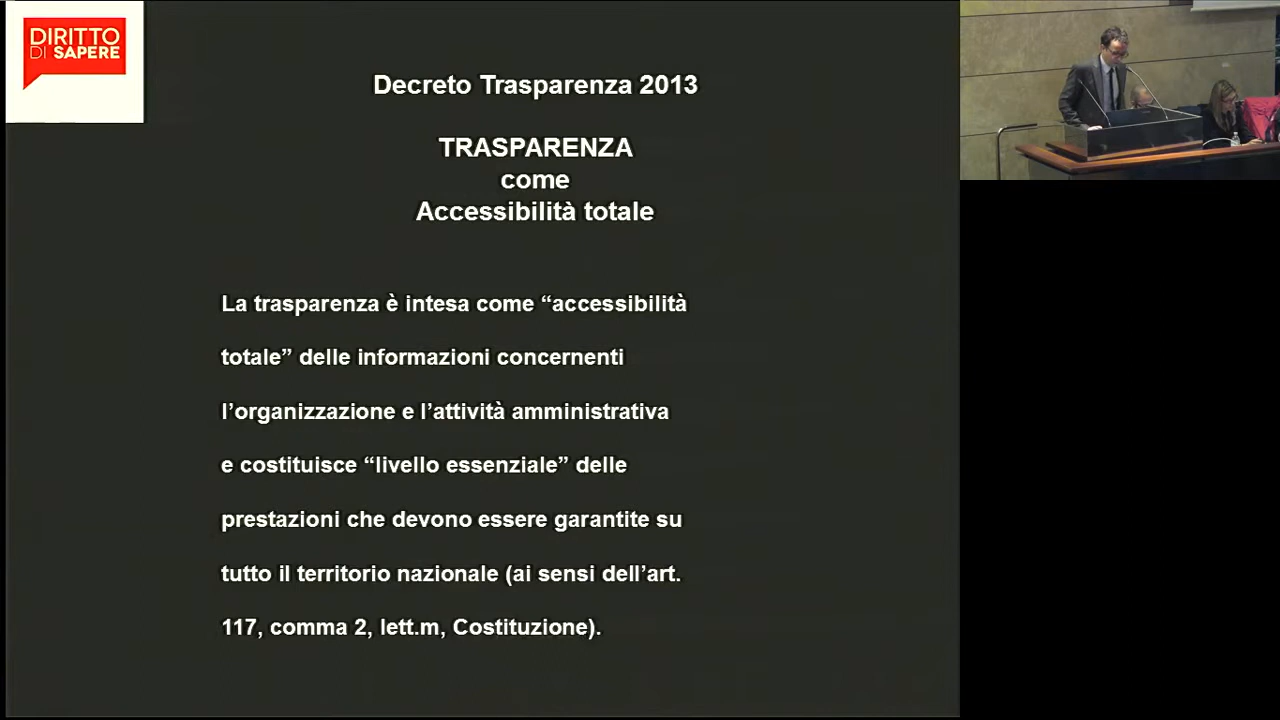 DIRITTO
DI SAPERE
Decreto Trasparenza 2013
TRASPARENZA
come
Accessibilità totale
La trasparenza è intesa come “accessibilità
totale” delle informazioni concernenti
l’organizzazione e l’attività amministrativa
e costituisce “livello essenziale” delle
prestazioni che devono essere garantite su
tutto il territorio nazionale (ai sensi dell’art.
117, comma 2, lett.m, Costituzione).